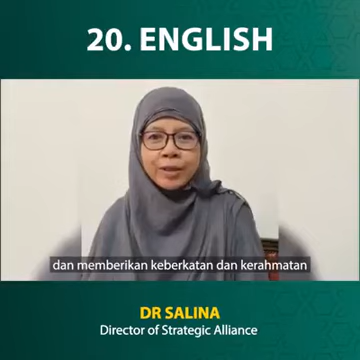 20. ENGLISH
dan memberikan keberkatan dan kerahmatan
DR SALINA
Director of Strategic Alliance